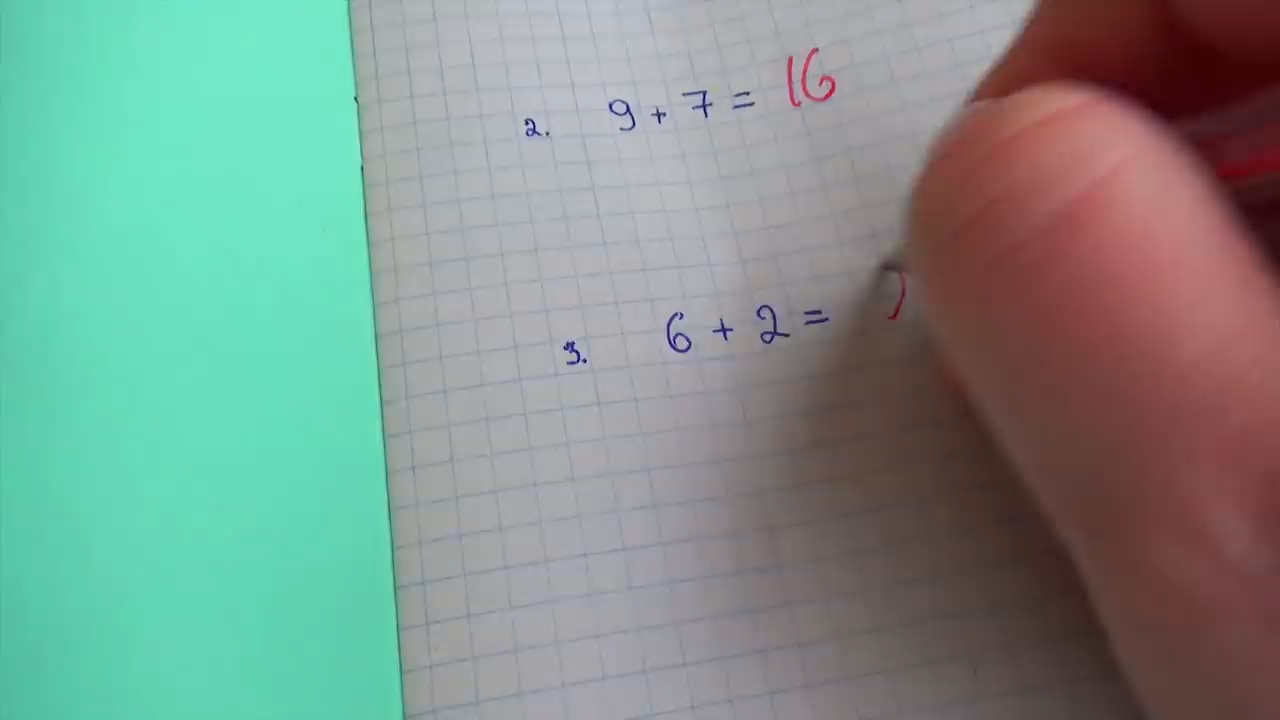 2. 9 + 7 = 16
3. 6 + 2 =